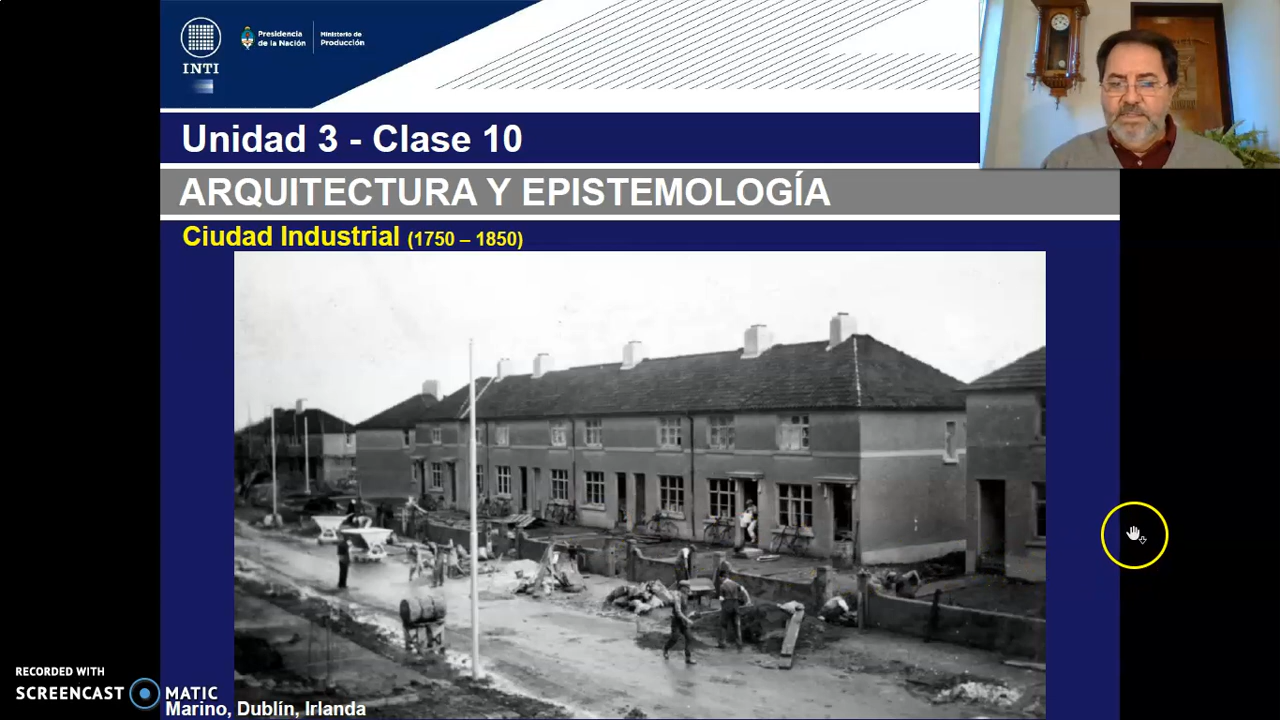 INTI
Presidencia
de la Nación
Ministerio de
Producción
Unidad 3 - Clase 10
ARQUITECTURA Y EPISTEMOLOGÍA
Ciudad Industrial (1750 – 1850)
RECORDED WITH
SCREENCAST MATIC
Marino, Dublín, Irlanda